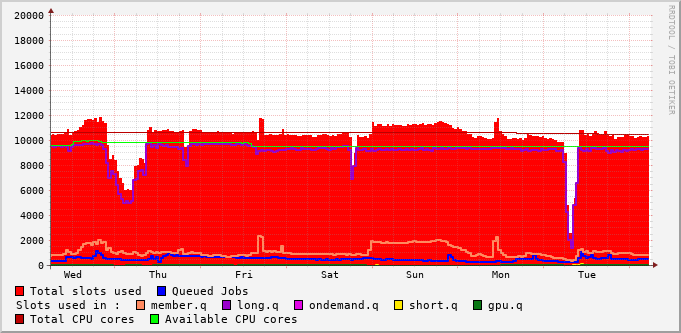 RRDTOOL / TOBI OETIKER
20000
18000
16000
14000
12000
10000
8000
6000
4000
2000
0
Wed Thu Fri Sat Sun Mon Tue
Total slots used Queued Jobs
Slots used in : member.q long.q ondemand.q short.q gpu.q
Total CPU cores Available CPU cores